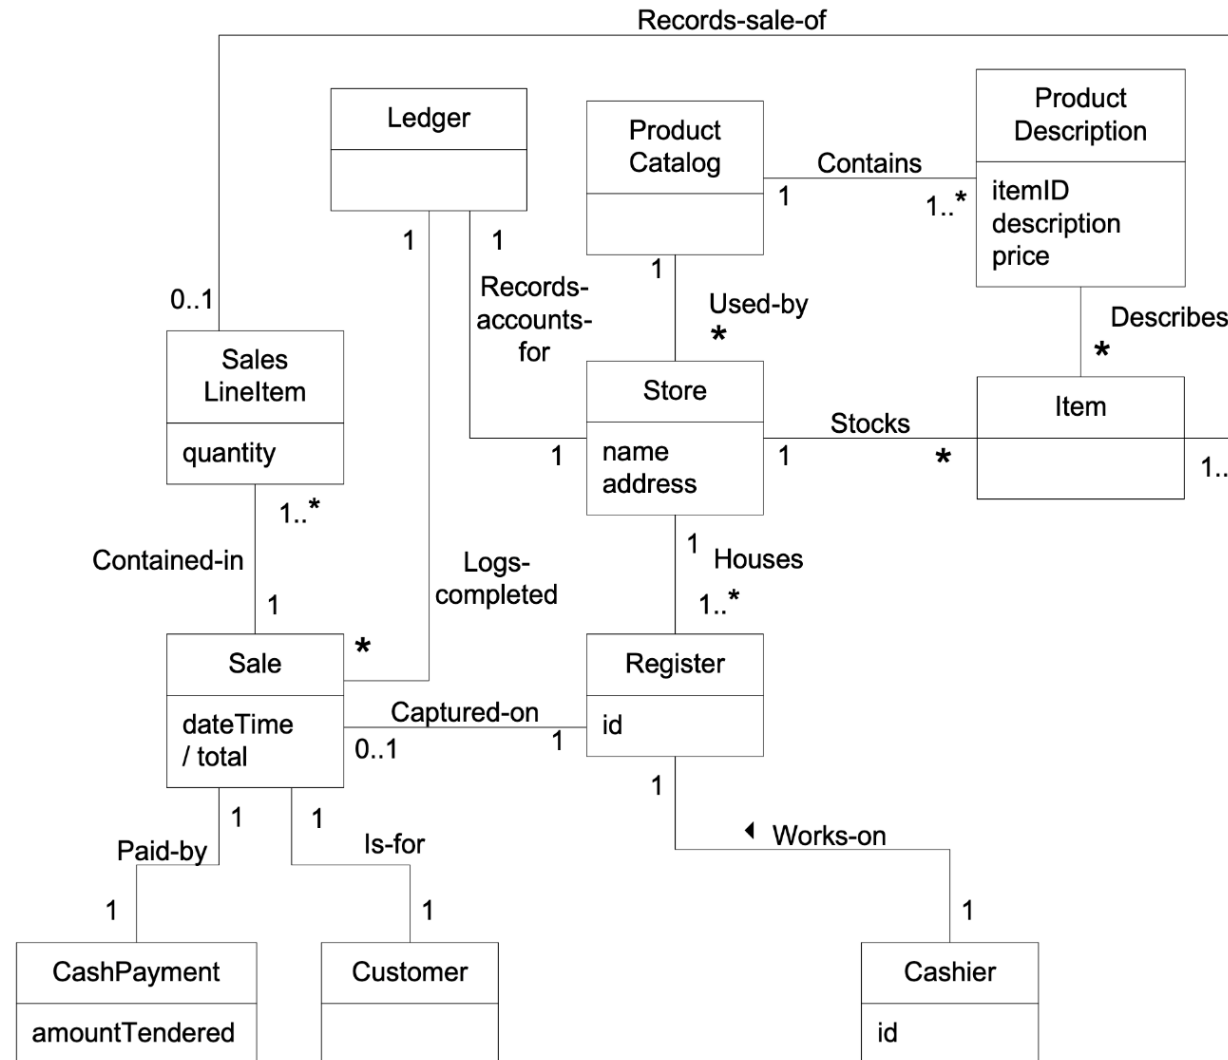 Records-sale-of
Ledger
Product
Catalog
Product
Description
itemID
description
price
Contains
1
1..*
1
1
1
Records-
accounts-
for
Used-by
*
Describes
*
0..1
Sales
LineItem
quantity
Store
name
address
Item
Stocks
1
1
*
1..
1..*
Contained-in
1
Logs-
completed
*
1
Houses
1..*
Sale
dateTime
/ total
Captured-on
0..1
1
Register
id
1
1
1
Paid-by
Is-for
Works-on
1
1
1
CashPayment
amountTendered
Customer
Cashier
id